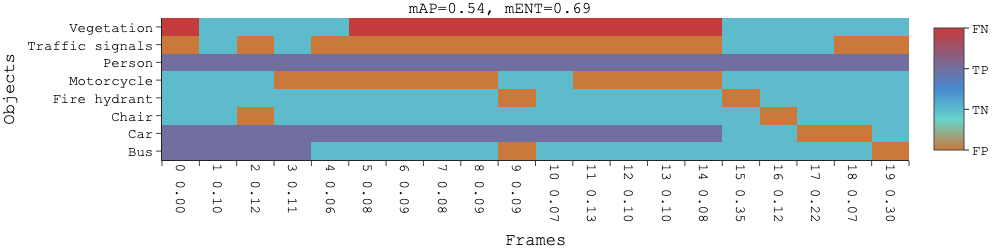 mAP=0.54, mENT=0.69
Objects
Vegetation
Traffic signals
Person
Motorcycle
Fire hydrant
Chair
Car
Bus
FN
TP
TN
FP
0 0.00
1 0.10
2 0.12
3 0.11
4 0.06
5 0.08
6 0.09
7 0.08
8 0.09
9 0.09
10 0.07
11 0.13
12 0.10
13 0.10
14 0.08
15 0.35
16 0.12
17 0.22
18 0.07
19 0.30
Frames